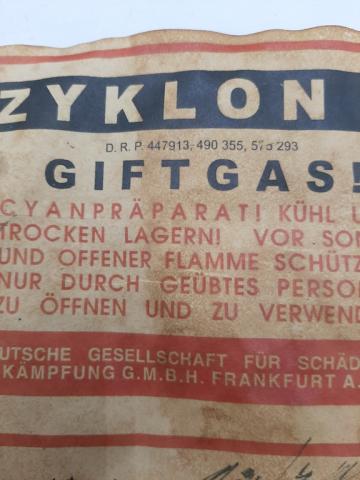 ZYKLON
D. R. P. 447913, 490 355, 575 293
GIFTGAS!
CYANPRÄPARAT! KÜHL
TROCKEN LAGERN! VOR SON
UND OFFENER FLAMME SCHÜTZ
NUR DURCH GEÜBTES PERSO
ZU ÖFFNEN UND ZU VERWEND
UTSCHE GESELLSCHAFT FÜR SCHÄD
KÄMPFUNG G.M.B.H. FRANKFURT A.